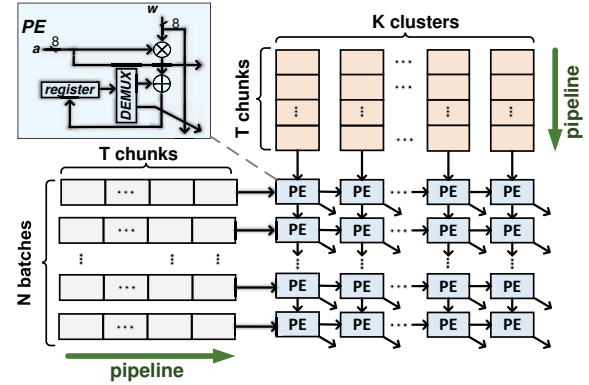 w
8
PE
a
8
register
DEMUX
K clusters
T chunks
pipeline
T chunks
N batches
PE PE PE PE
PE PE PE PE
PE PE PE PE
PE PE PE PE
pipeline